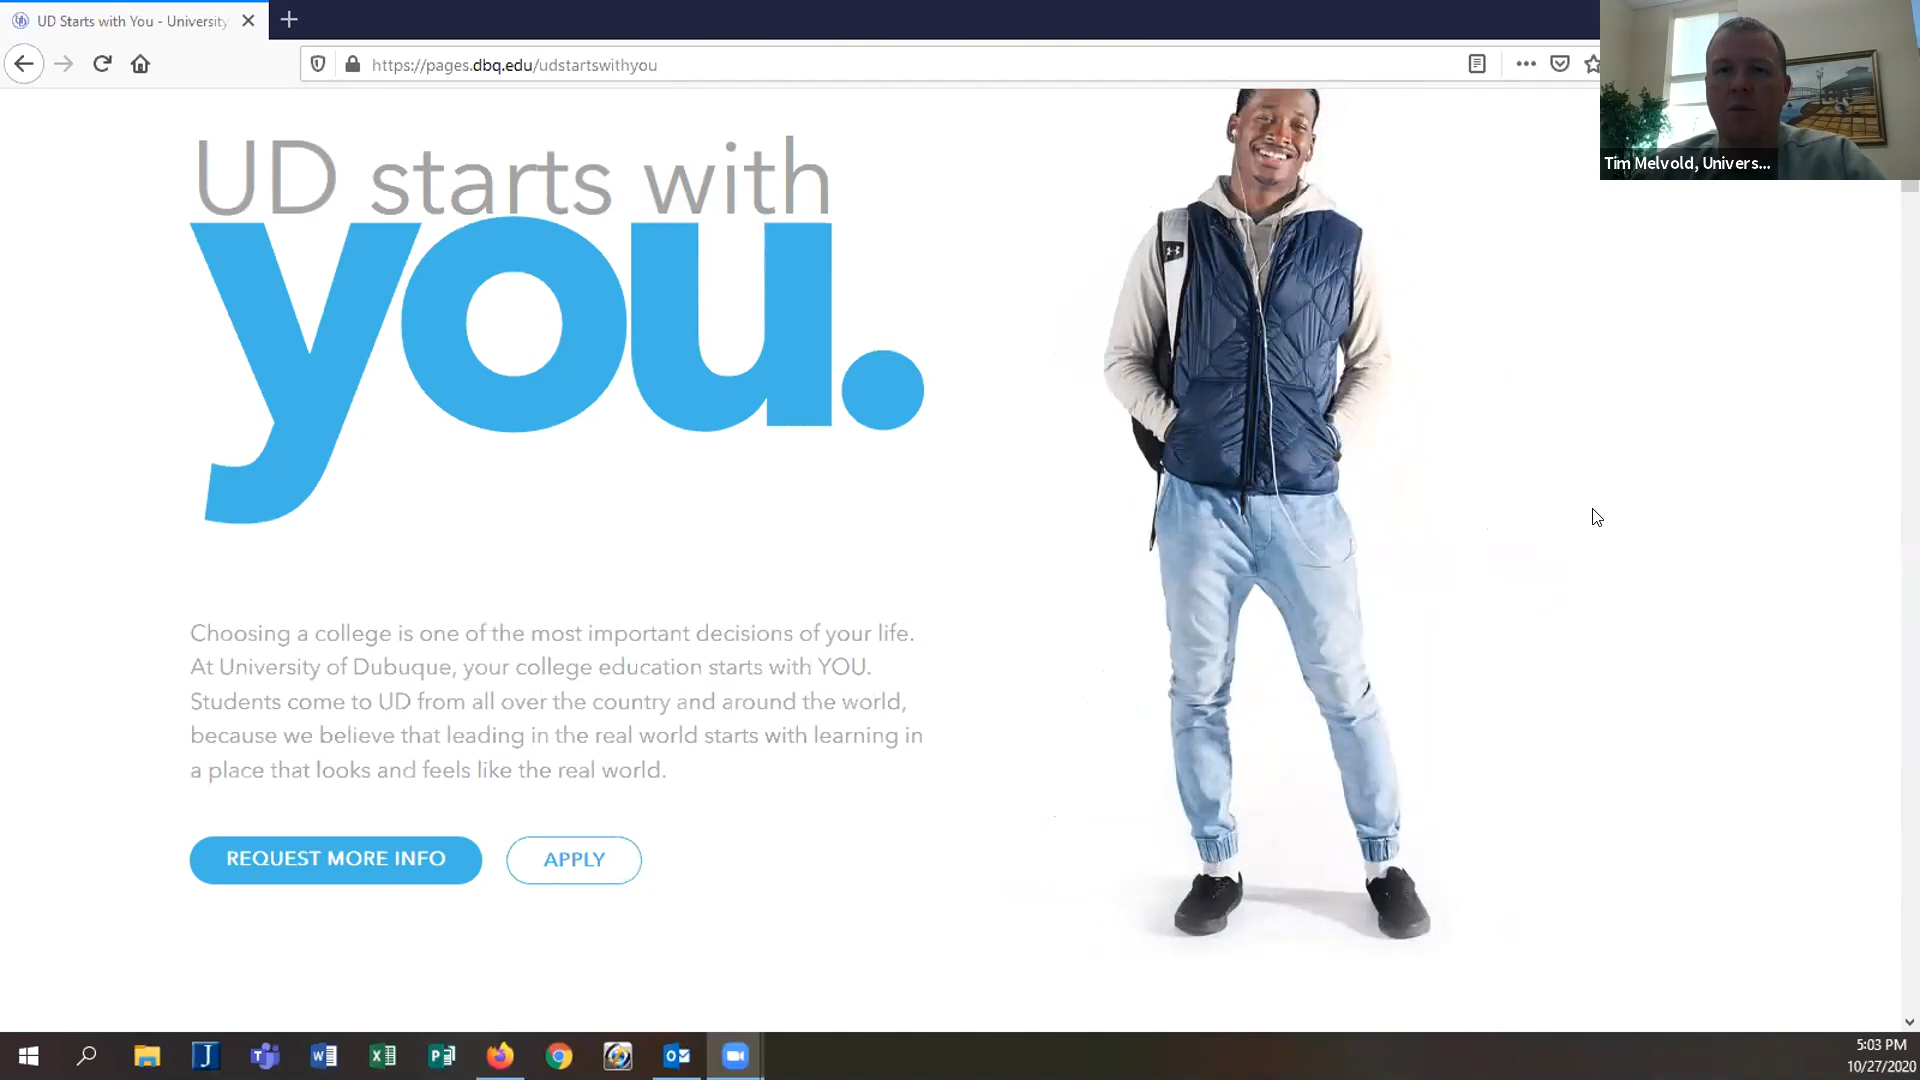 UD Starts with You - University
https://pages.dbq.edu/udstartswithyou
Tim Melvold, Univers...
UD starts with
you.
Choosing a college is one of the most important decisions of your life.
At University of Dubuque, your college education starts with YOU.
Students come to UD from all over the country and around the world,
because we believe that leading in the real world starts with learning in
a place that looks and feels like the real world.
REQUEST MORE INFO
APPLY
5:03 PM
10/27/2020